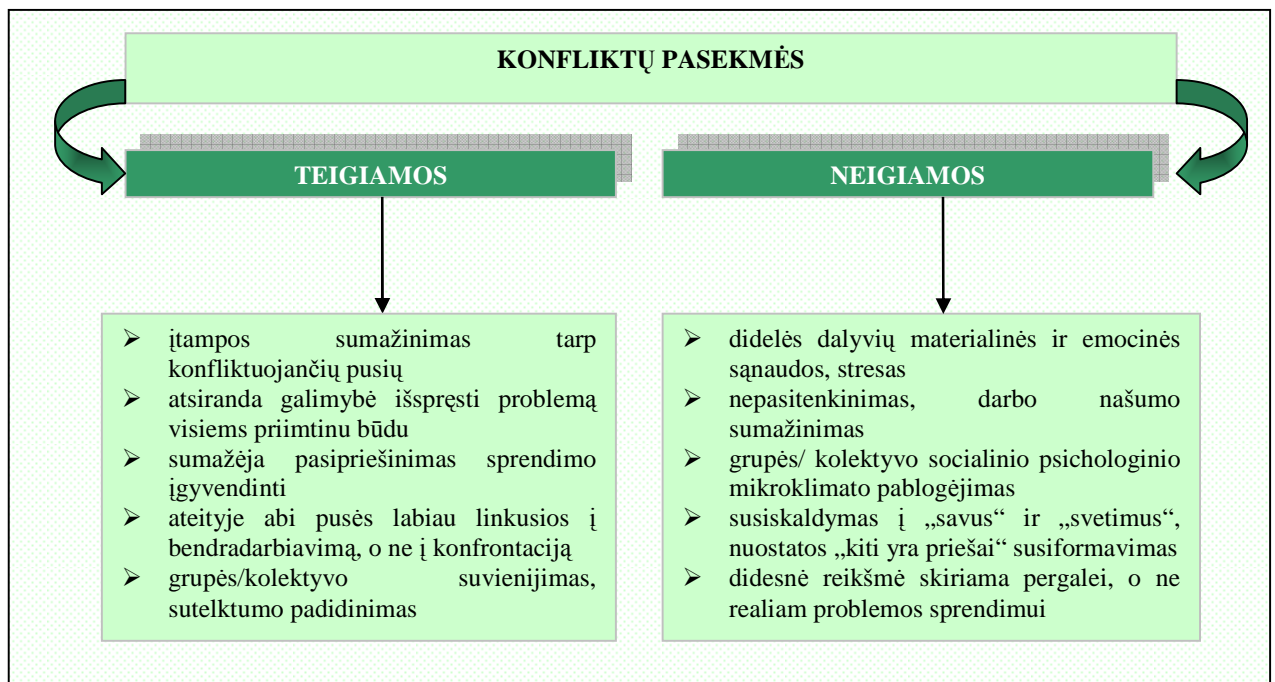 KONFLIKTŲ PASEKMĖS
TEIGIAMOS
NEIGIAMOS
➢ įtampos sumažinimas tarp
konfliktuojančių pusių
➢ atsiranda galimybė išspręsti problemą
visiems priimtinu būdu
➢ sumažėja pasipriešinimas sprendimo
įgyvendinti
➢ ateityje abi pusės labiau linkusios į
bendradarbiavimą, o ne į konfrontaciją
➢ grupės/kolektyvo suvienijimas,
sutelktumo padidinimas
➢ didelės dalyvių materialinės ir emocinės
sąnaudos, stresas
➢ nepasitenkinimas, darbo našumo
sumažinimas
➢ grupės/ kolektyvo socialinio psichologinio
mikroklimato pablogėjimas
➢ susiskaldymas į „savus“ ir „svetimus“,
nuostatos „kiti yra priešai“ susiformavimas
➢ didesnė reikšmė skiriama pergalei, o ne
realiam problemos sprendimui